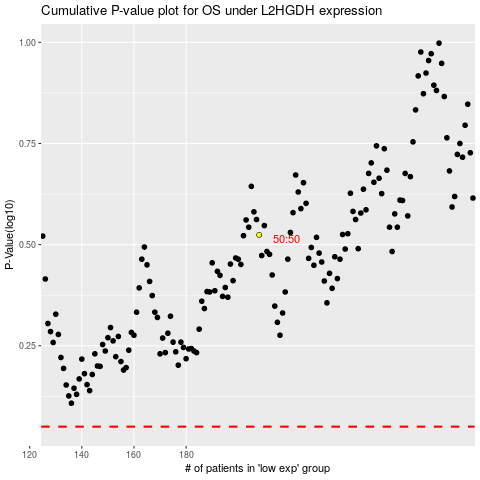 Cumulative P-value plot for OS under L2HGDH expression
P-Value(log10)
1.00
0.75
0.50
0.25
50:50
120 140 160 180
# of patients in 'low exp' group